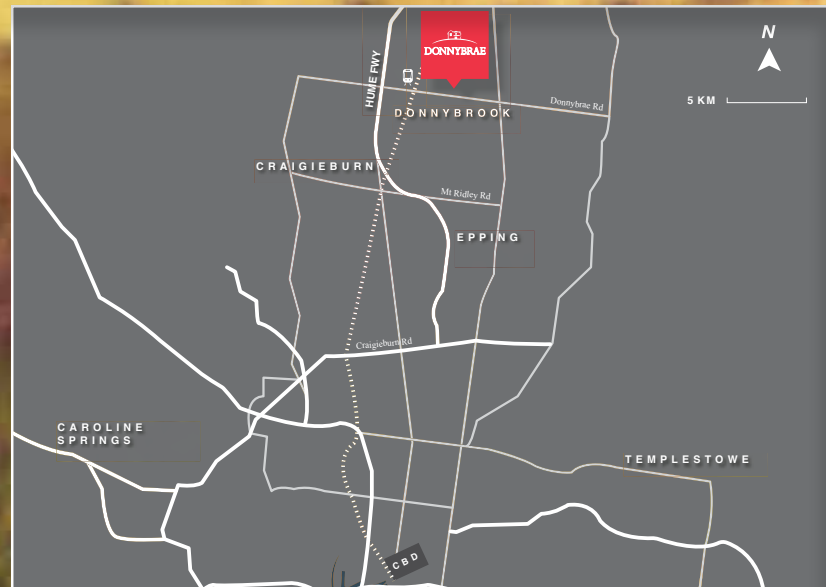 DONNYBRAE
N
HUME FWY
5 KM
Donnybrae Rd
DONNYBROOK
CRAIGIEBURN
Mt Ridley Rd
EPPING
Craigieburn Rd
CAROLINE
SPRINGS
TEMPLESTOWE
CBD